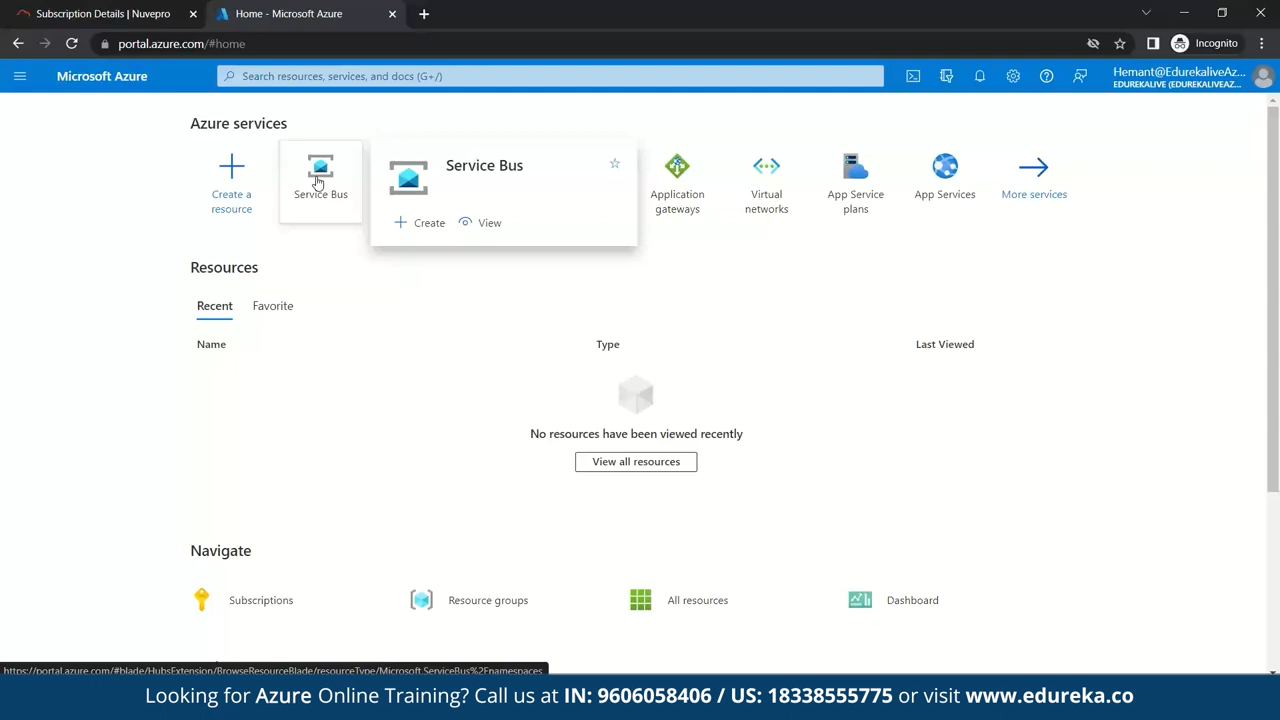 Subscription Details | Nuvepro
Home - Microsoft Azure
portal.azure.com/#home
Incognito
Microsoft Azure
Search resources, services, and docs (G+/)
Hemant@EdurekaliveAz...
EDUREKALIVE (EDUREKALIVEAZ...
Azure services
Create a resource
Service Bus
Service Bus
Create
View
Application gateways
Virtual networks
App Service plans
App Services
More services
Resources
Recent
Favorite
Name
Type
Last Viewed
No resources have been viewed recently
View all resources
Navigate
Subscriptions
Resource groups
All resources
Dashboard
https://portal.azure.com/#blade/HubsExtension/BrowseResourceBlade/resourceType/Microsoft.ServiceBus%2Fnamespaces
Looking for Azure Online Training? Call us at IN: 9606058406 / US: 18338555775 or visit www.edureka.co